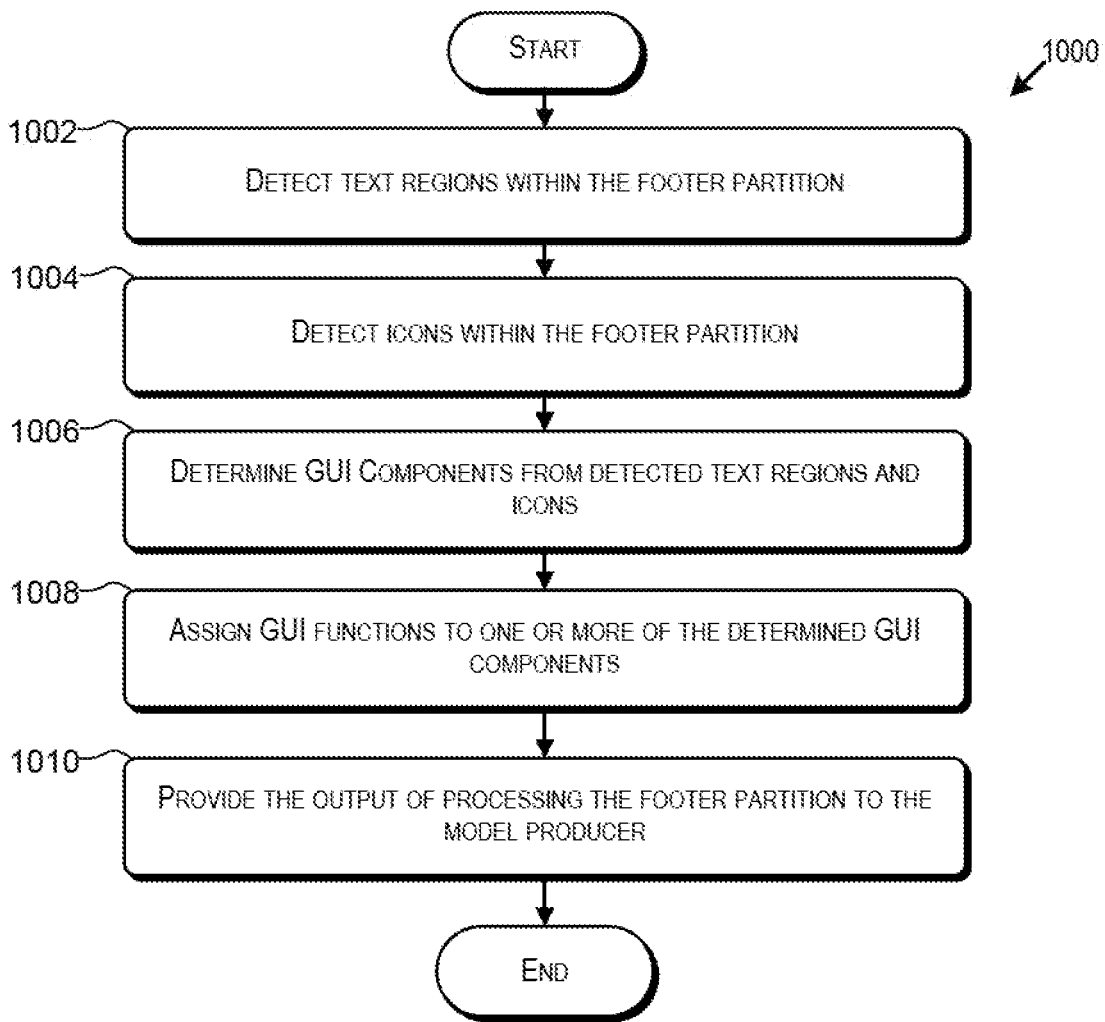 START
1000
1002
DETECT TEXT REGIONS WITHIN THE FOOTER PARTITION
1004
DETECT ICONS WITHIN THE FOOTER PARTITION
1006
DETERMINE GUI COMPONENTS FROM DETECTED TEXT REGIONS AND
ICONS
1008
ASSIGN GUI FUNCTIONS TO ONE OR MORE OF THE DETERMINED GUI
COMPONENTS
1010
PROVIDE THE OUTPUT OF PROCESSING THE FOOTER PARTITION TO THE
MODEL PRODUCER
END